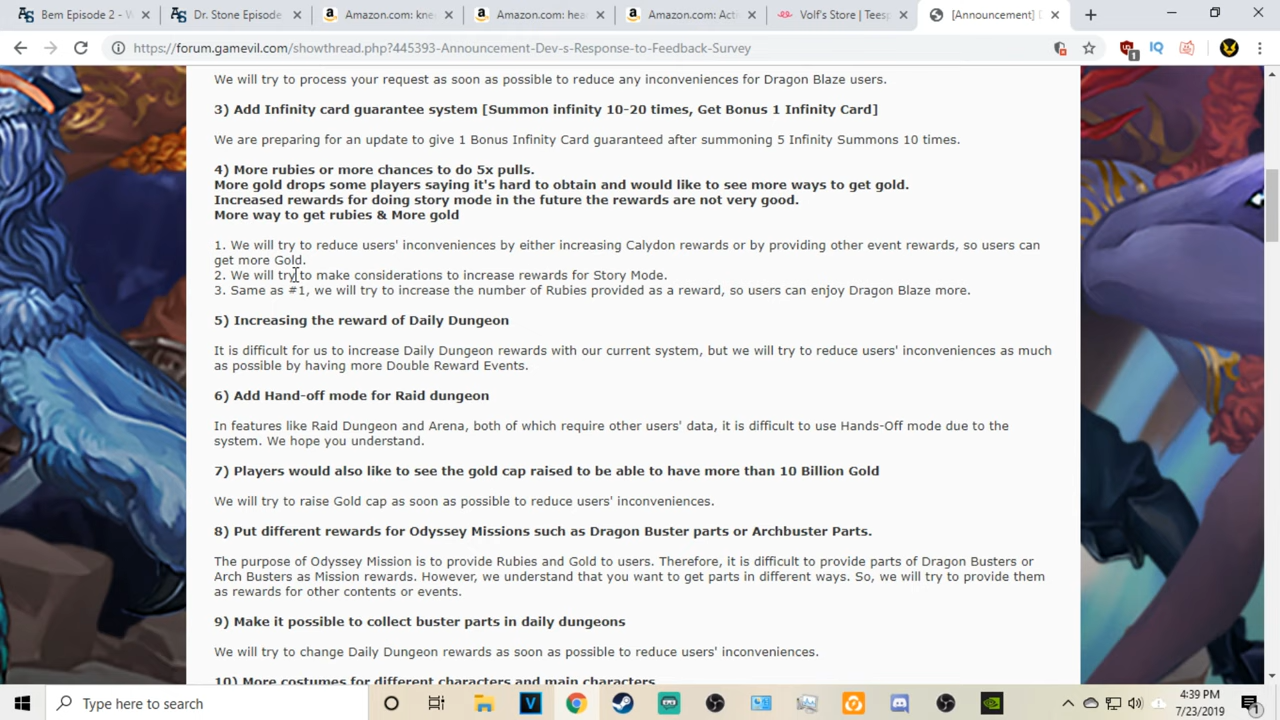 Bem Episode 2 - W
Dr. Stone Episode
Amazon.com: kne
Amazon.com: hea
Amazon.com: Acti
Volf's Store | Teesp
[Announcement] D
https://forum.gamevil.com/showthread.php?445393-Announcement-Dev-s-Response-to-Feedback-Survey
1
IQ
We will try to process your request as soon as possible to reduce any inconveniences for Dragon Blaze users.
3) Add Infinity card guarantee system [Summon infinity 10-20 times, Get Bonus 1 Infinity Card]
We are preparing for an update to give 1 Bonus Infinity Card guaranteed after summoning 5 Infinity Summons 10 times.
4) More rubies or more chances to do 5x pulls.
More gold drops some players saying it's hard to obtain and would like to see more ways to get gold.
Increased rewards for doing story mode in the future the rewards are not very good.
More way to get rubies & More gold
1. We will try to reduce users' inconveniences by either increasing Calydon rewards or by providing other event rewards, so users can
get more Gold.
2. We will try to make considerations to increase rewards for Story Mode.
3. Same as #1, we will try to increase the number of Rubies provided as a reward, so users can enjoy Dragon Blaze more.
5) Increasing the reward of Daily Dungeon
It is difficult for us to increase Daily Dungeon rewards with our current system, but we will try to reduce users' inconveniences as much
as possible by having more Double Reward Events.
6) Add Hand-off mode for Raid dungeon
In features like Raid Dungeon and Arena, both of which require other users' data, it is difficult to use Hands-Off mode due to the
system. We hope you understand.
7) Players would also like to see the gold cap raised to be able to have more than 10 Billion Gold
We will try to raise Gold cap as soon as possible to reduce users' inconveniences.
8) Put different rewards for Odyssey Missions such as Dragon Buster parts or Archbuster Parts.
The purpose of Odyssey Mission is to provide Rubies and Gold to users. Therefore, it is difficult to provide parts of Dragon Busters or
Arch Busters as Mission rewards. However, we understand that you want to get parts in different ways. So, we will try to provide them
as rewards for other contents or events.
9) Make it possible to collect buster parts in daily dungeons
We will try to change Daily Dungeon rewards as soon as possible to reduce users' inconveniences.
10) More costumes for different characters and main characters
Type here to search
4:39 PM
7/23/2019
1